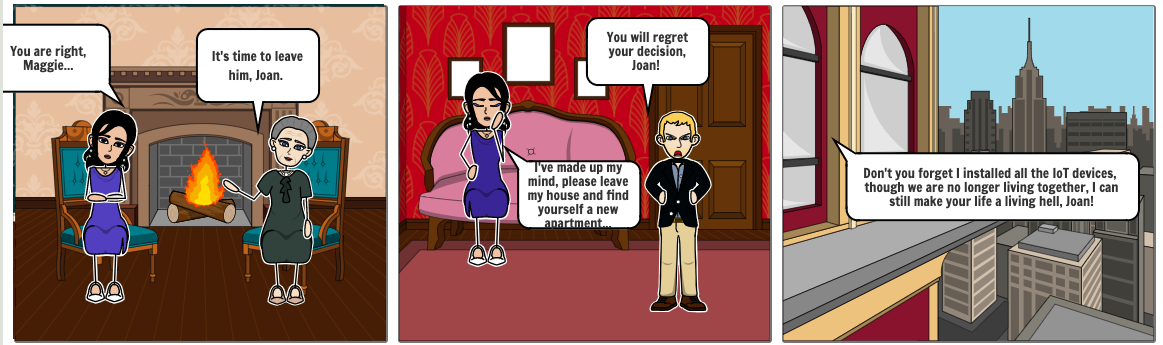 You are right,
Maggie...
It's time to leave
him, Joan.
You will regret
your decision,
Joan!
I've made up my
mind, please leave
my house and find
yourself a new
apartment...
Don't you forget I installed all the IoT devices,
though we are no longer living together, I can
still make your life a living hell, Joan!